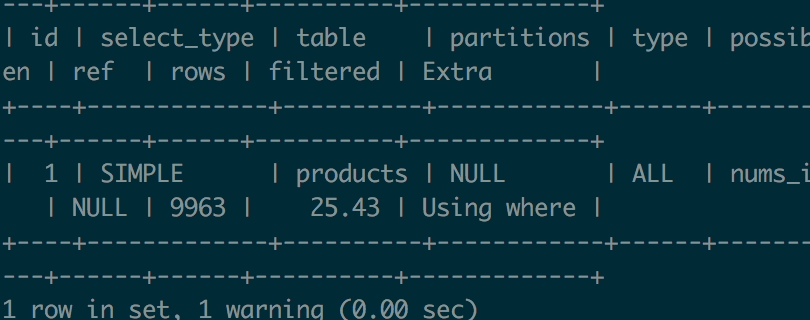 ---+------+------+----------+------------+
| id | select_type | table    | partitions | type | possib
en | ref  | rows | filtered | Extra      |
+----+-------------+----------+------------+------+-------
---+------+------+----------+------------+
|  1 | SIMPLE      | products | NULL       | ALL  | nums_i
   | NULL | 9963 |    25.43 | Using where |
+----+-------------+----------+------------+------+-------
---+------+------+----------+------------+
1 row in set, 1 warning (0.00 sec)